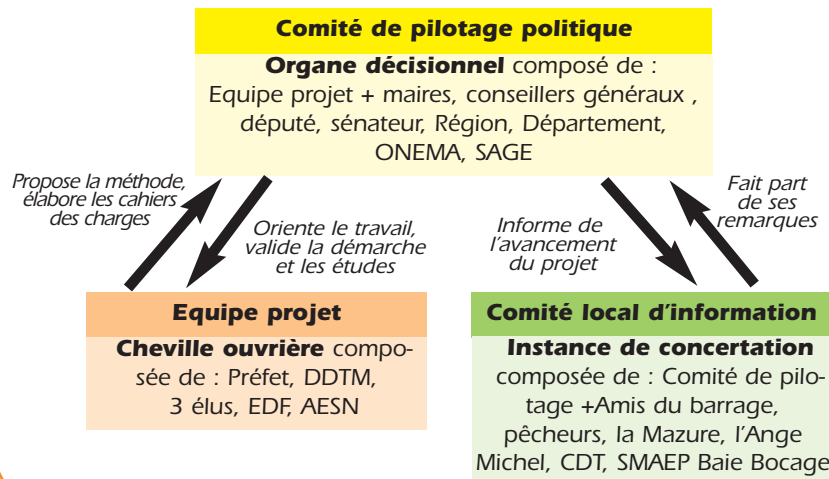 Comité de pilotage politique
Organe décisionnel composé de :
Equipe projet + maires, conseillers généraux ,
député, sénateur, Région, Département,
ONEMA, SAGE
Propose la méthode,
élabore les cahiers
des charges
Oriente le travail,
valide la démarche
et les études
Informe de
l’avancement
du projet
Fait part
de ses
remarques
Equipe projet
Cheville ouvrière compo-
sée de : Préfet, DDTM,
3 élus, EDF, AESN
Comité local d’information
Instance de concertation
composée de : Comité de pilo-
tage +Amis du barrage,
pêcheurs, la Mazure, l’Ange
Michel, CDT, SMAEP Baie Bocage